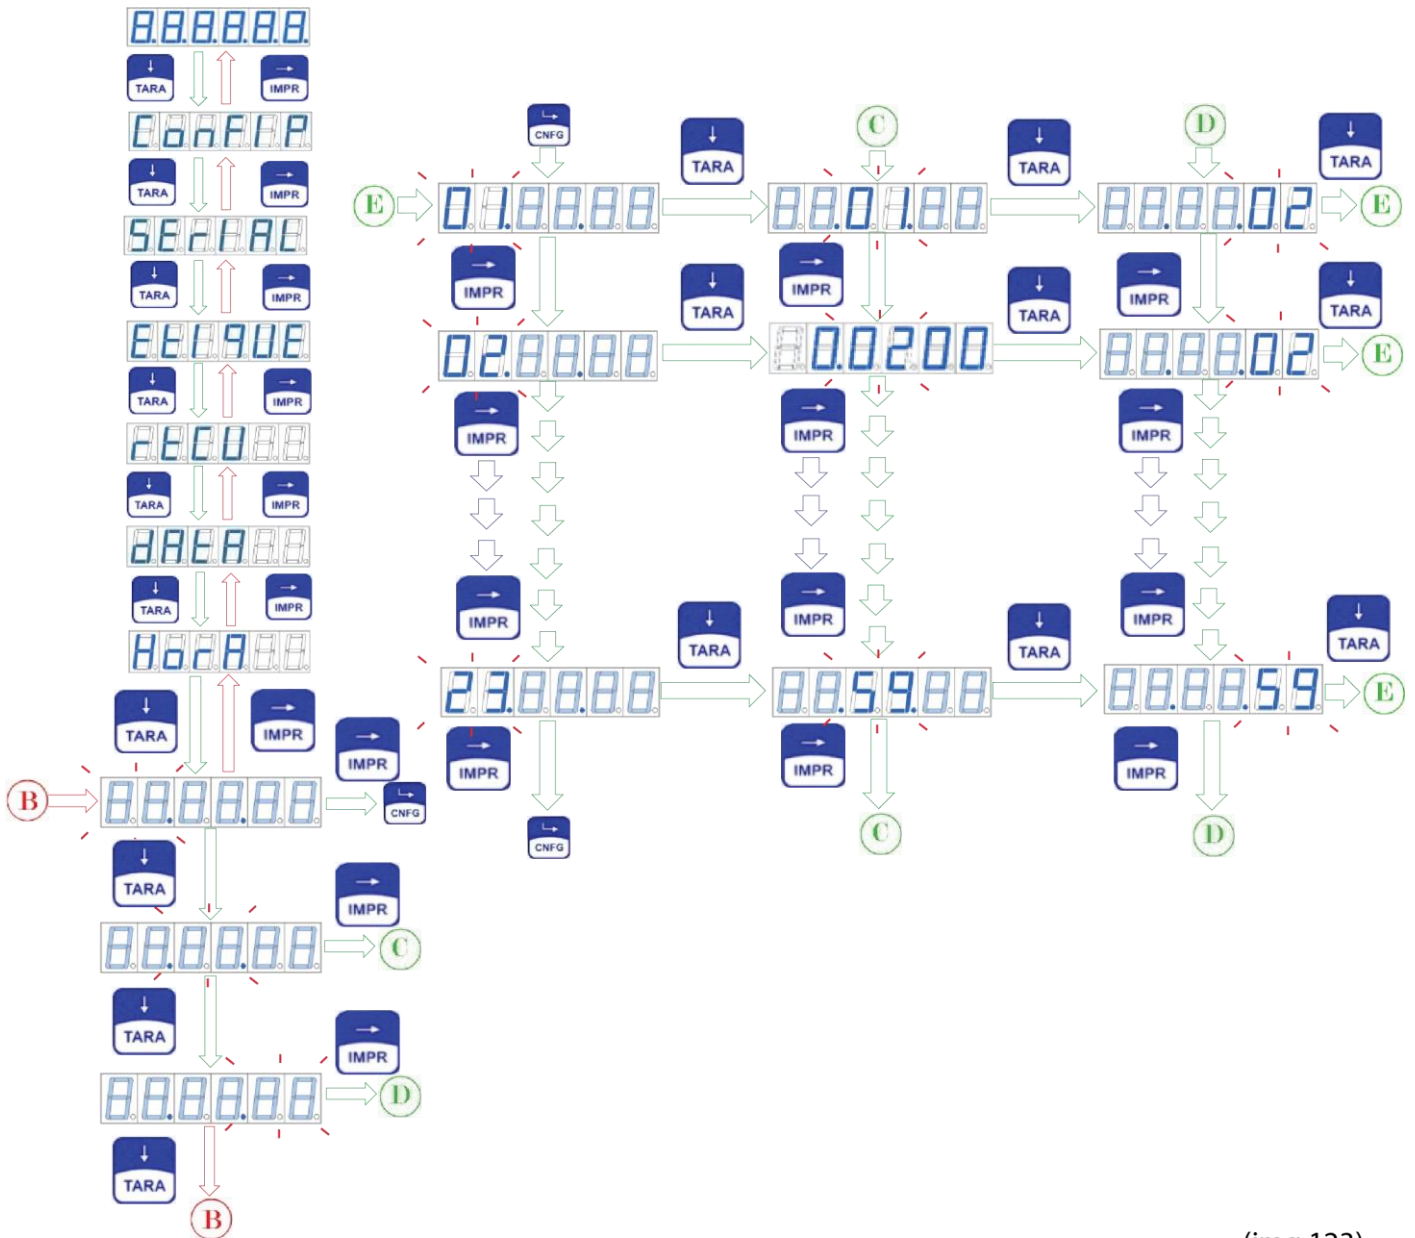 8.8.8.8.8.8.
TARA IMPR
ConFIP
TARA IMPR
SErIAL
TARA IMPR
EtIqUE
TARA IMPR
rtCU
TARA IMPR
dAtA
TARA IMPR
HorA
TARA IMPR
B
IMPR
CNFG
TARA
IMPR
C
TARA
IMPR
D
TARA
B
CNFG
C
D
E
01.
TARA
01.
TARA
02
TARA
E
IMPR
IMPR
IMPR
02.
TARA
0.0200
TARA
02
TARA
E
IMPR
IMPR
IMPR
IMPR
IMPR
IMPR
23.
TARA
59.
TARA
59
TARA
E
IMPR
IMPR
IMPR
CNFG
C
D